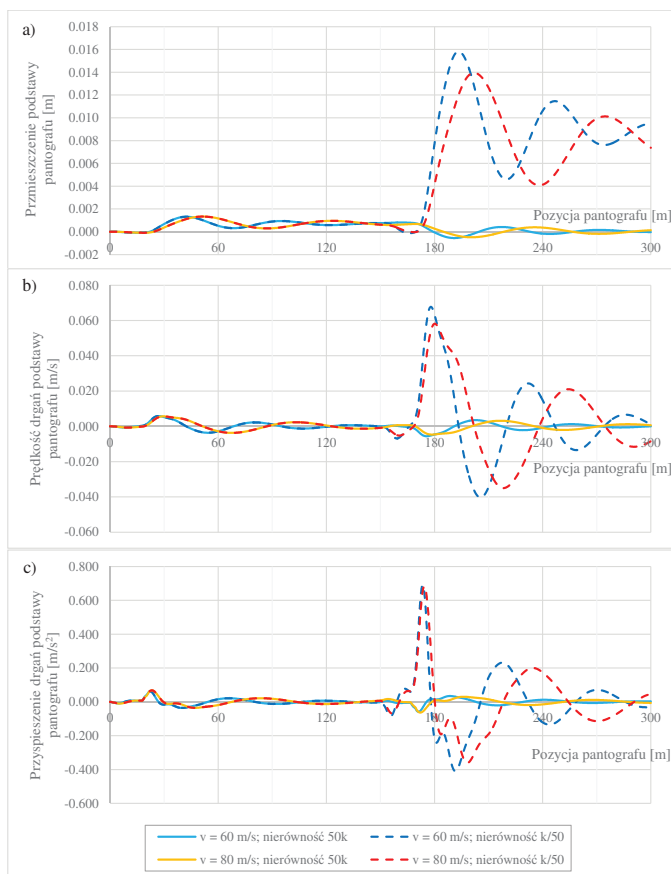 a)
Przmieszczenie podstawy
pantografu [m]
0.018
0.016
0.014
0.012
0.010
0.008
0.006
0.004
0.002
0.000
-0.002
Pozycja pantografu [m]
0
60
120
180
240
300
b)
Prędkość drgań podstawy
pantografu [m/s]
0.080
0.060
0.040
0.020
0.000
-0.020
-0.040
-0.060
0
60
120
180
240
300
Pozycja pantografu [m]
c)
Przyspieszenie drgań podstawy
pantografu [m/s²]
0.800
0.600
0.400
0.200
0.000
-0.200
-0.400
-0.600
0
60
120
180
240
300
Pozycja pantografu [m]
v = 60 m/s; nierówność 50k
v = 60 m/s; nierówność k/50
v = 80 m/s; nierówność 50k
v = 80 m/s; nierówność k/50